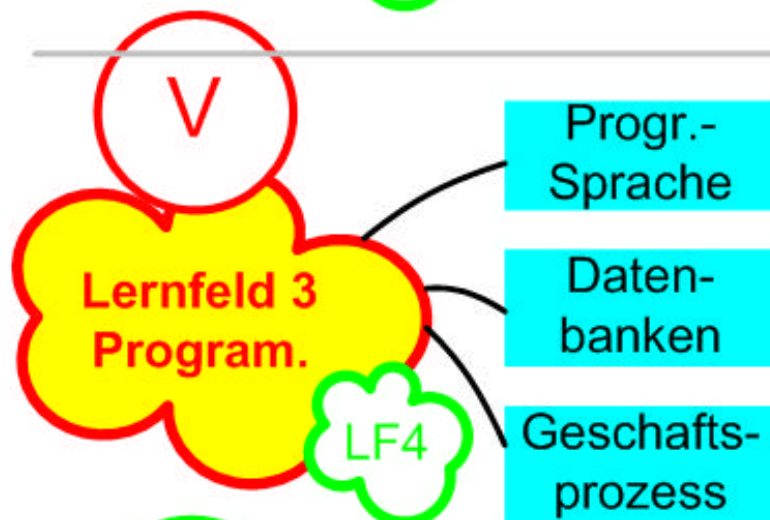 V
Progr.-
Sprache
Lernfeld 3
Program.
Daten-
banken
LF4
Geschafts-
prozess